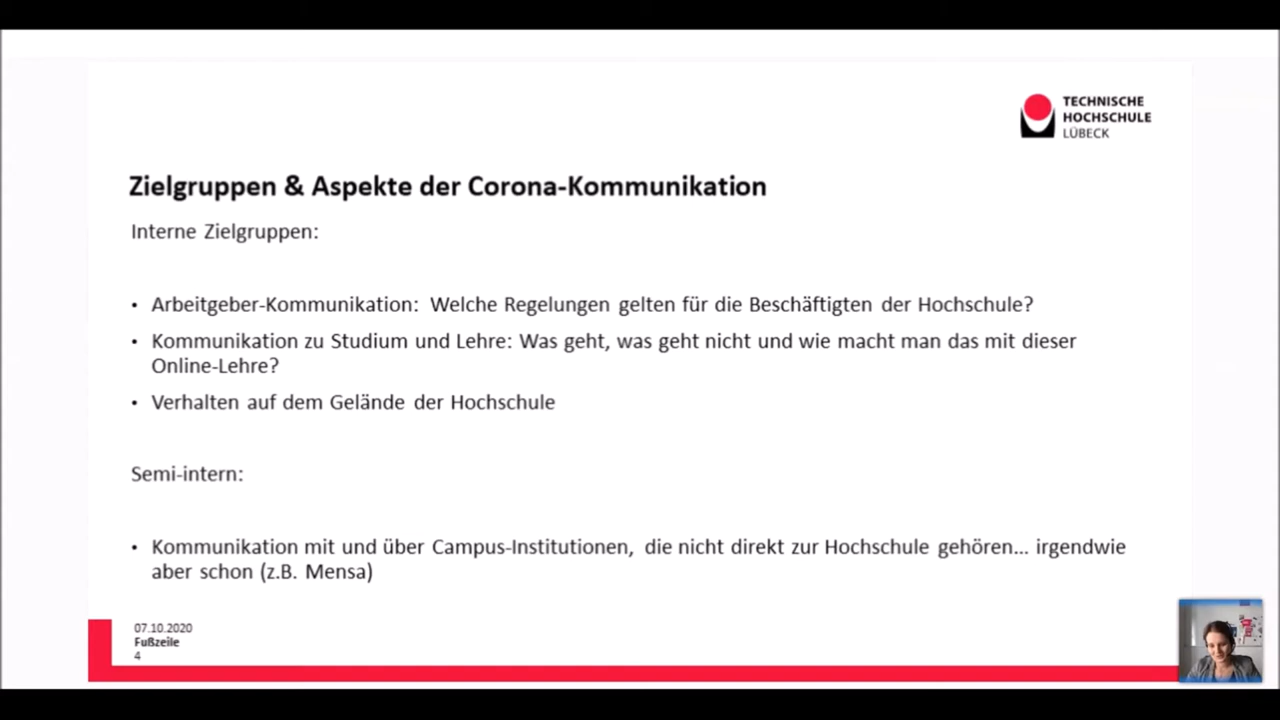 TECHNISCHE
HOCHSCHULE
LÜBECK
Zielgruppen & Aspekte der Corona-Kommunikation
Interne Zielgruppen:
• Arbeitgeber-Kommunikation: Welche Regelungen gelten für die Beschäftigten der Hochschule?
• Kommunikation zu Studium und Lehre: Was geht, was geht nicht und wie macht man das mit dieser
Online-Lehre?
• Verhalten auf dem Gelände der Hochschule
Semi-intern:
• Kommunikation mit und über Campus-Institutionen, die nicht direkt zur Hochschule gehören... irgendwie
aber schon (z.B. Mensa)
07.10.2020
Fußzeile
4